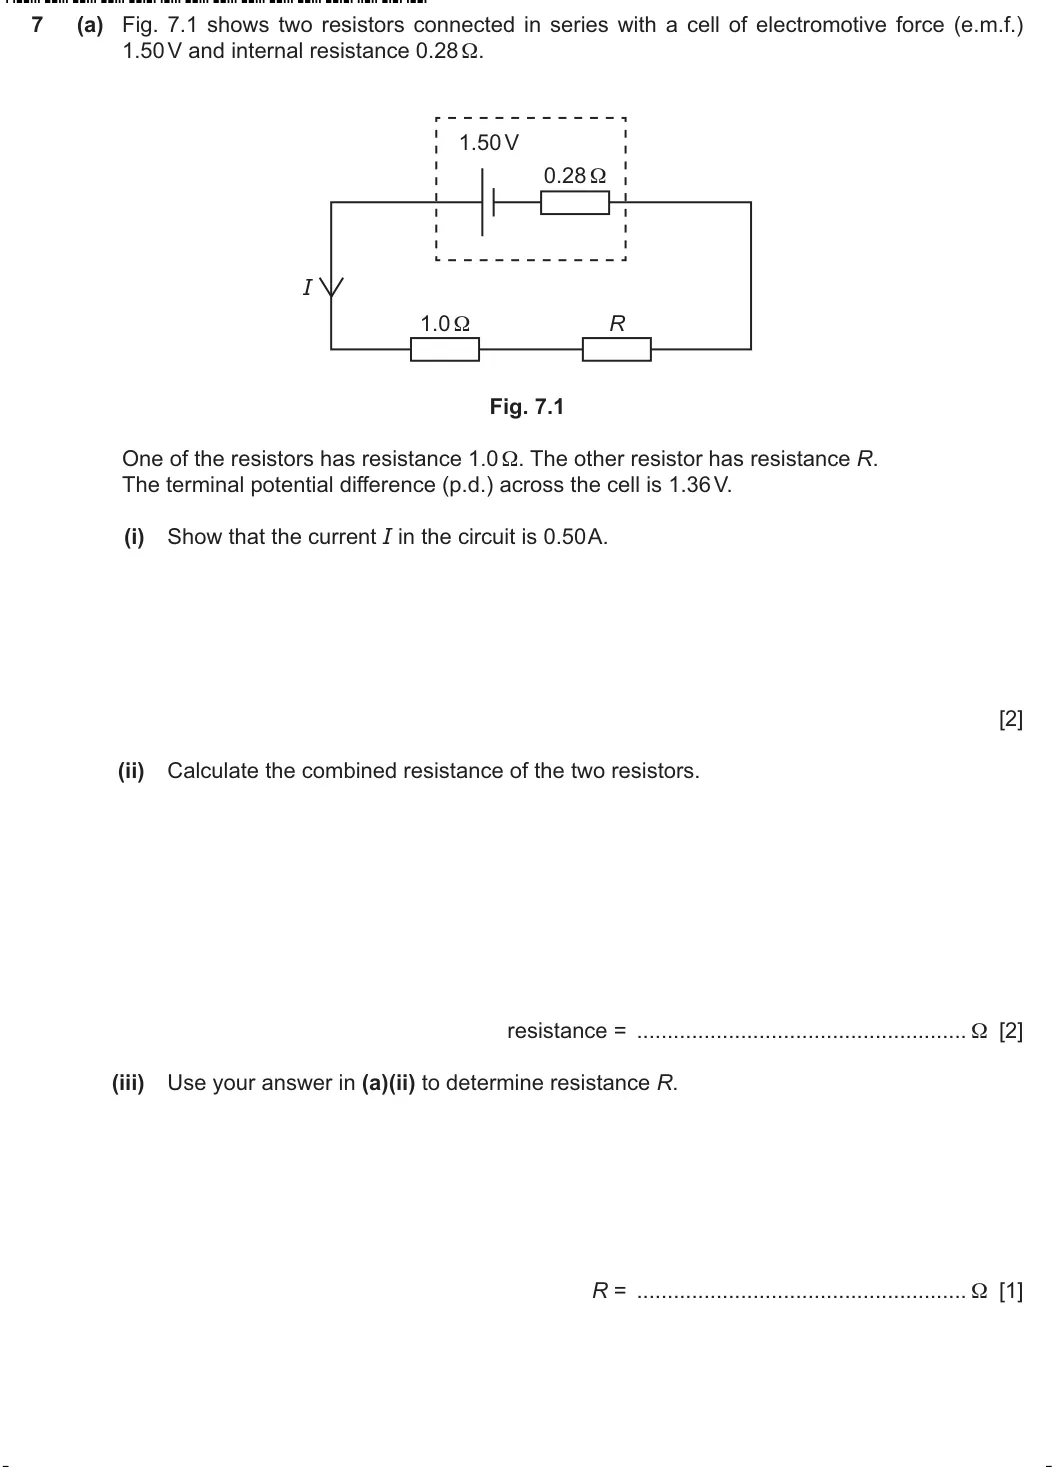 7 (a) Fig. 7.1 shows two resistors connected in series with a cell of electromotive force (e.m.f.)
1.50 V and internal resistance 0.28 Ω.
1.50 V
0.28 Ω
I
1.0 Ω
R
Fig. 7.1
One of the resistors has resistance 1.0 Ω. The other resistor has resistance R.
The terminal potential difference (p.d.) across the cell is 1.36 V.
(i) Show that the current I in the circuit is 0.50 A.
[2]
(ii) Calculate the combined resistance of the two resistors.
resistance = ...................................................... Ω [2]
(iii) Use your answer in (a)(ii) to determine resistance R.
R = ...................................................... Ω [1]